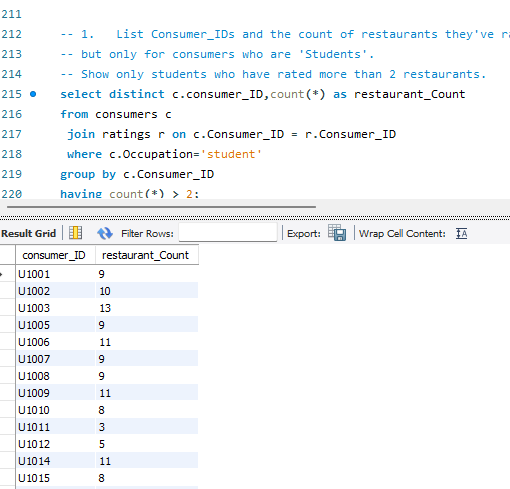 211
212 -- 1. List Consumer_IDs and the count of restaurants they've
213 -- but only for consumers who are 'Students'.
214 -- Show only students who have rated more than 2 restaurants.
215 select distinct c.consumer_ID,count(*) as restaurant_Count
216 from consumers c
217 join ratings r on c.Consumer_ID = r.Consumer_ID
218 where c.Occupation='student'
219 group by c.Consumer_ID
220 having count(*) > 2;
Result Grid Filter Rows: Export: Wrap Cell Content:
consumer_ID restaurant_Count
U1001 9
U1002 10
U1003 13
U1005 9
U1006 11
U1007 9
U1008 9
U1009 11
U1010 8
U1011 3
U1012 5
U1014 11
U1015 8